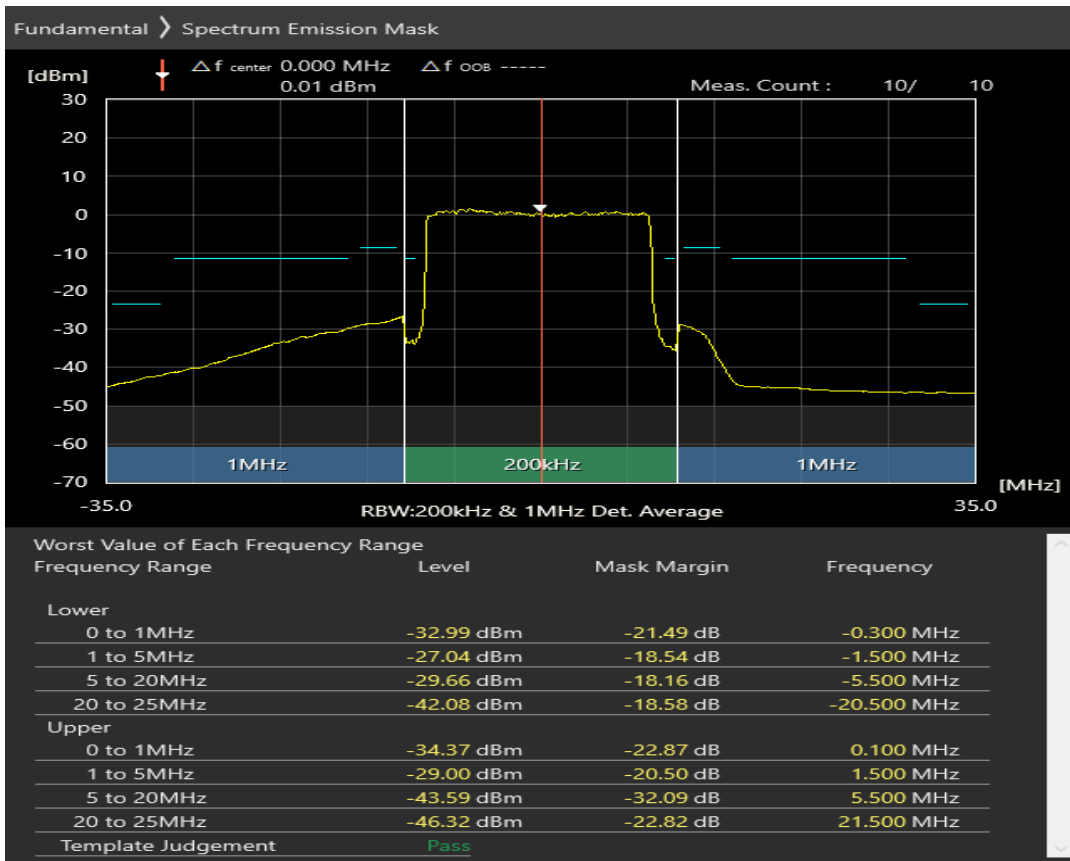 Fundamental ❯ Spectrum Emission Mask
[dBm]
△f center 0.000 MHz △f OOB -----
0.01 dBm
Meas. Count : 10/ 10
30
20
10
0
-10
-20
-30
-40
-50
-60
-70
1MHz 200kHz 1MHz
[MHz]
-35.0 RBW:200kHz & 1MHz Det. Average 35.0
Worst Value of Each Frequency Range
Frequency Range Level Mask Margin Frequency
Lower
0 to 1MHz -32.99 dBm -21.49 dB -0.300 MHz
1 to 5MHz -27.04 dBm -18.54 dB -1.500 MHz
5 to 20MHz -29.66 dBm -18.16 dB -5.500 MHz
20 to 25MHz -42.08 dBm -18.58 dB -20.500 MHz
Upper
0 to 1MHz -34.37 dBm -22.87 dB 0.100 MHz
1 to 5MHz -29.00 dBm -20.50 dB 1.500 MHz
5 to 20MHz -43.59 dBm -32.09 dB 5.500 MHz
20 to 25MHz -46.32 dBm -22.82 dB 21.500 MHz
Template Judgement Pass